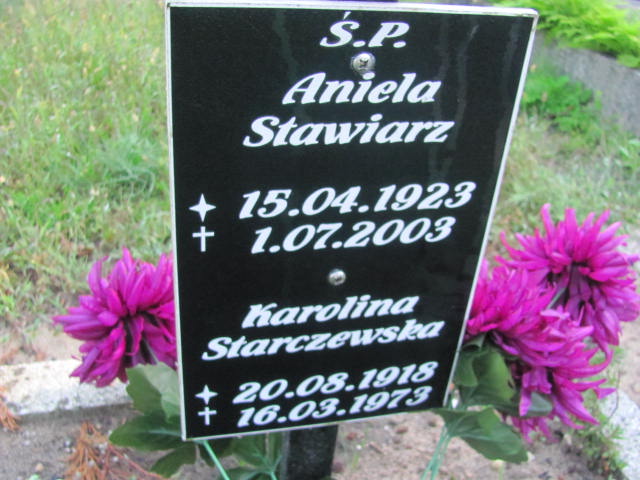 Ś.P.
Aniela
Stawiarz
15.04.1923
1.07.2003
Karolina
Starczewska
20.08.1918
16.03.1973